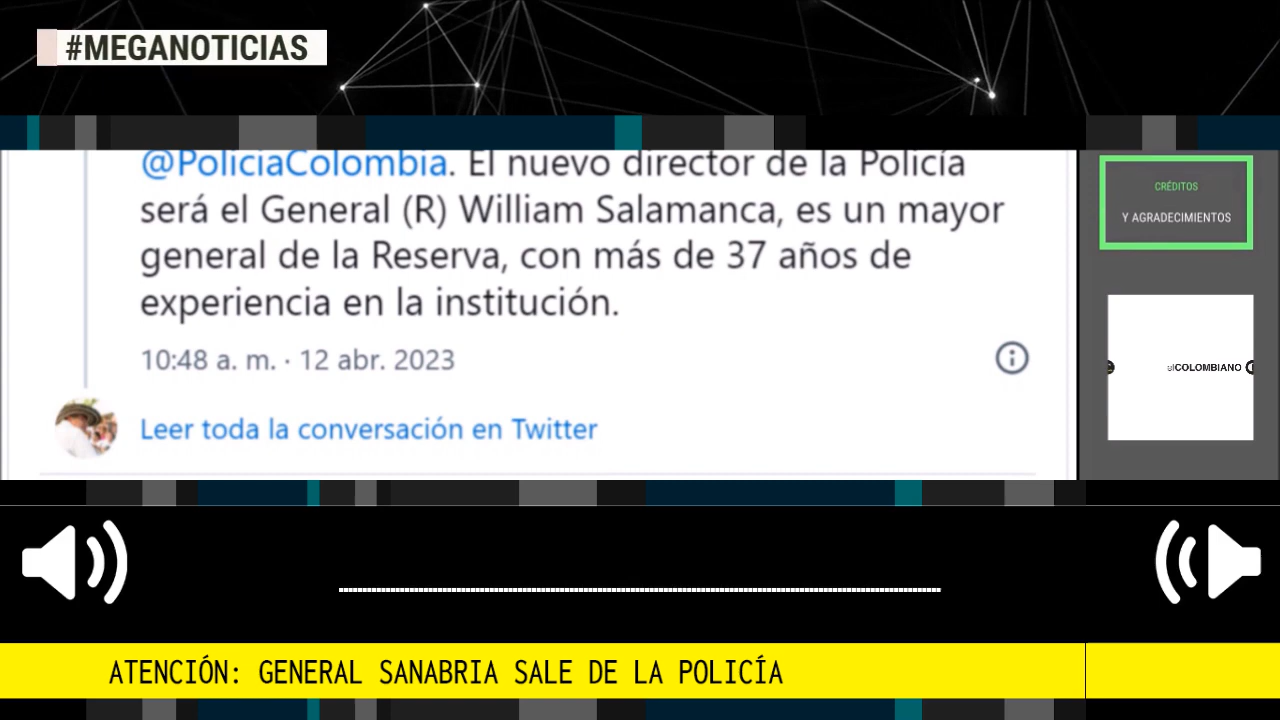 #MEGANOTICIAS
@PoliciaColombia. El nuevo director de la Policía
será el General (R) William Salamanca, es un mayor
general de la Reserva, con más de 37 años de
experiencia en la institución.
10:48 a. m. · 12 abr. 2023
Leer toda la conversación en Twitter
CRÉDITOS
Y AGRADECIMIENTOS
elCOLOMBIANO
ATENCIÓN: GENERAL SANABRIA SALE DE LA POLICÍA